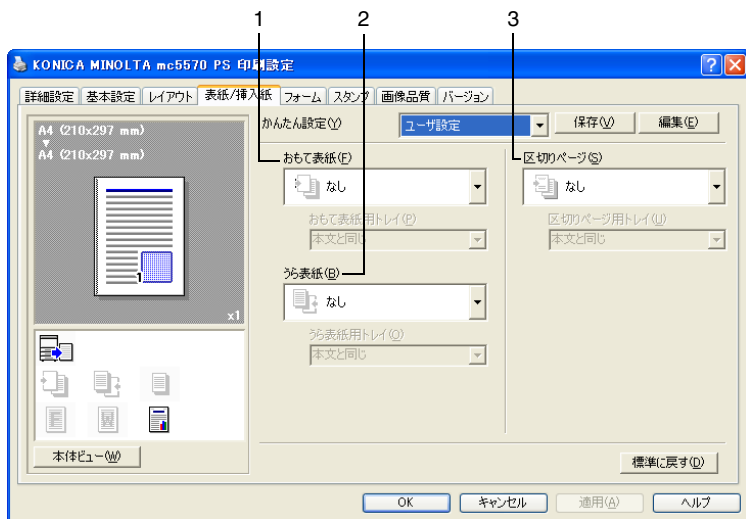 1 2 3
KONICA MINOLTA mc5570 PS 印刷設定
詳細設定 基本設定 レイアウト 表紙/挿入紙 フォーム スタンプ 画像品質 バージョン
A4 (210x297 mm)
A4 (210x297 mm)
1
x1
本体ビュー(W)
かんたん設定(Y) ユーザ設定 保存(V) 編集(E)
おもて表紙(F)
なし
おもて表紙用トレイ(P)
本文と同じ
うら表紙(B)
なし
うら表紙用トレイ(O)
本文と同じ
区切りページ(S)
なし
区切りページ用トレイ(U)
本文と同じ
標準に戻す(D)
OK キャンセル 適用(A) ヘルプ